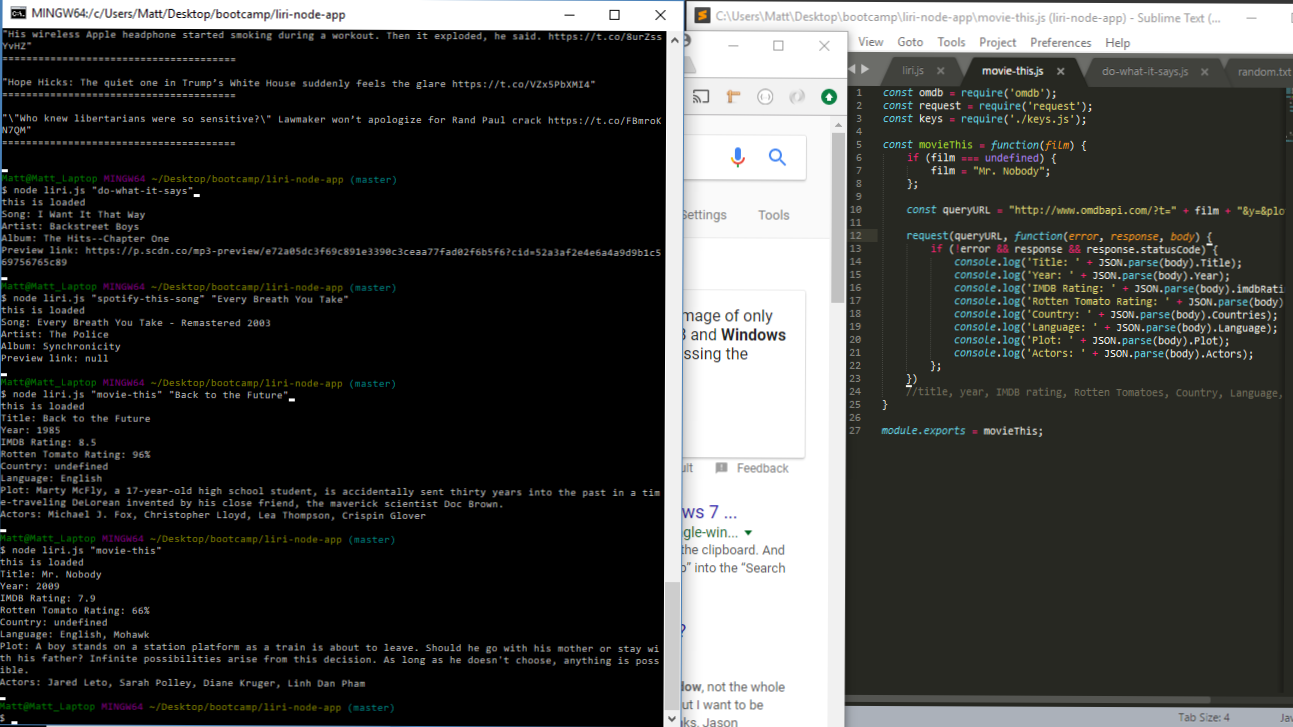 MINGW64:/c/Users/Matt/Desktop/bootcamp/liri-node-app
"His wireless Apple headphone started smoking during a workout. Then it exploded, he said. https://t.co/8urZss
YvHZ"
========================================
"Hope Hicks: The quiet one in Trump's White House suddenly feels the glare https://t.co/VZx5PbXMI4"
========================================
"\"Who knew libertarians were so sensitive?\" Lawmaker won't apologize for Rand Paul crack https://t.co/FBmroK
N7QM"
========================================
Matt@Matt_Laptop MINGW64 ~/Desktop/bootcamp/liri-node-app (master)
$ node liri.js "do-what-it-says"
this is loaded
Song: I Want It That Way
Artist: Backstreet Boys
Album: The Hits--Chapter One
Preview link: https://p.scdn.co/mp3-preview/e72a05dc3f69c891e3390c3ceaa77fad02f6b5f6?cid=52a3af2e4e6a4a9d9b1c5
69756765c89
Matt@Matt_Laptop MINGW64 ~/Desktop/bootcamp/liri-node-app (master)
$ node liri.js "spotify-this-song" "Every Breath You Take"
this is loaded
Song: Every Breath You Take - Remastered 2003
Artist: The Police
Album: Synchronicity
Preview link: null
Matt@Matt_Laptop MINGW64 ~/Desktop/bootcamp/liri-node-app (master)
$ node liri.js "movie-this" "Back to the Future"
this is loaded
Title: Back to the Future
Year: 1985
IMDB Rating: 8.5
Rotten Tomato Rating: 96%
Country: undefined
Language: English
Plot: Marty McFly, a 17-year-old high school student, is accidentally sent thirty years into the past in a tim
e-traveling DeLorean invented by his close friend, the maverick scientist Doc Brown.
Actors: Michael J. Fox, Christopher Lloyd, Lea Thompson, Crispin Glover
Matt@Matt_Laptop MINGW64 ~/Desktop/bootcamp/liri-node-app (master)
$ node liri.js "movie-this"
this is loaded
Title: Mr. Nobody
Year: 2009
IMDB Rating: 7.9
Rotten Tomato Rating: 66%
Country: undefined
Language: English, Mohawk
Plot: A boy stands on a station platform as a train is about to leave. Should he go with his mother or stay wi
th his father? Infinite possibilities arise from this decision. As long as he doesn't choose, anything is poss
ible.
Actors: Jared Leto, Sarah Polley, Diane Kruger, Linh Dan Pham
Matt@Matt_Laptop MINGW64 ~/Desktop/bootcamp/liri-node-app (master)
$
Settings Tools
mage of only
3 and Windows
ssing the
ult Feedback
ws 7 ...
gle-win...
the clipboard. And
o" into the "Search
?
dow, not the whole
but I want to be
aks. Jason
C:\Users\Matt\Desktop\bootcamp\liri-node-app\movie-this.js (liri-node-app) - Sublime Text (...
View Goto Tools Project Preferences Help
liri.js movie-this.js do-what-it-says.js random.txt
1 const omdb = require('omdb');
2 const request = require('request');
3 const keys = require('./keys.js');
4
5 const movieThis = function(film) {
6 if (film === undefined) {
7 film = "Mr. Nobody";
8 };
9
10 const queryURL = "http://www.omdbapi.com/?t=" + film + "&y=&plo
11
12 request(queryURL, function(error, response, body) {
13 if (!error && response && response.statusCode) {
14 console.log('Title: ' + JSON.parse(body).Title);
15 console.log('Year: ' + JSON.parse(body).Year);
16 console.log('IMDB Rating: ' + JSON.parse(body).imdbRati
17 console.log('Rotten Tomato Rating: ' + JSON.parse(body)
18 console.log('Country: ' + JSON.parse(body).Countries);
19 console.log('Language: ' + JSON.parse(body).Language);
20 console.log('Plot: ' + JSON.parse(body).Plot);
21 console.log('Actors: ' + JSON.parse(body).Actors);
22 };
23 })
24 //title, year, IMDB rating, Rotten Tomatoes, Country, Language,
25 }
26
27 module.exports = movieThis;
Tab Size: 4 Jav